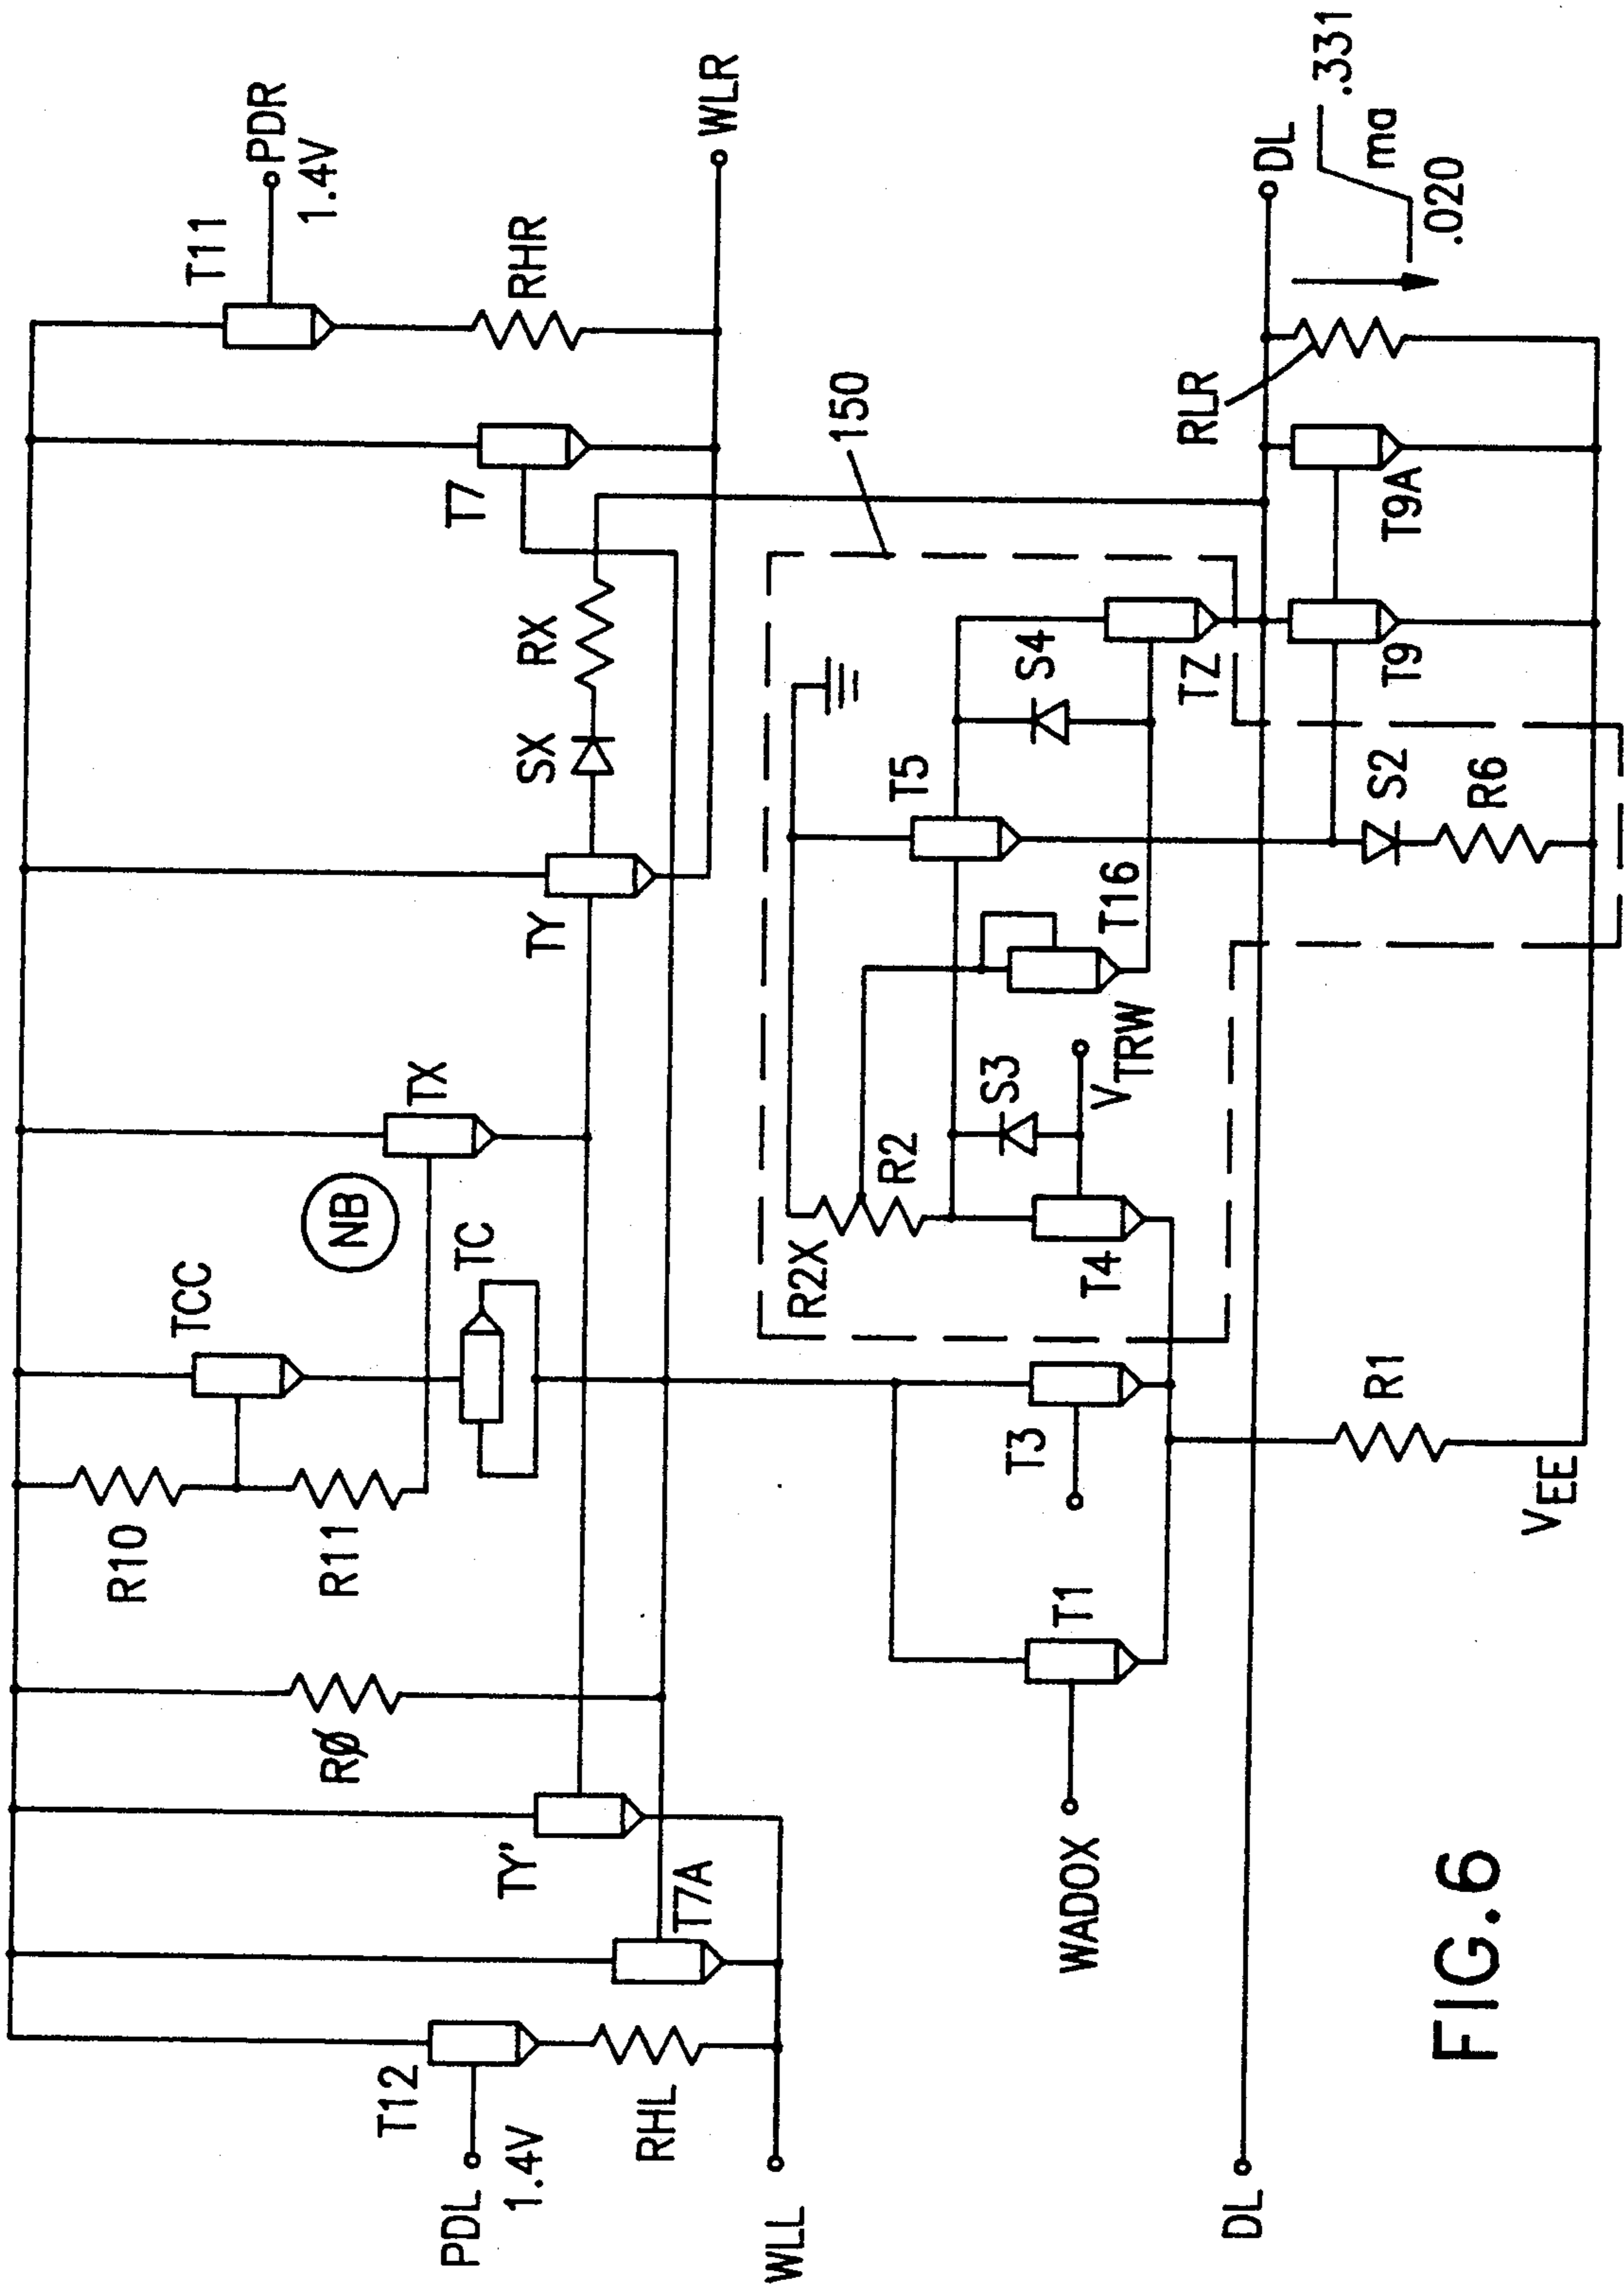 T11
PDR
1.4V
RHR
WLR
T7
TCC
R10
R11
NB
TX
TC
TY
SX
RX
RØ
TY'
T7A
T12
PDL
1.4V
RHL
WLL
150
R2X
R2
S3
V TRW
T4
T16
T5
S4
TZ
T3
T1
WADOX
R1
VEE
S2
R6
T9
T9A
RLR
DL
.331
ma
.020
DL
FIG.6